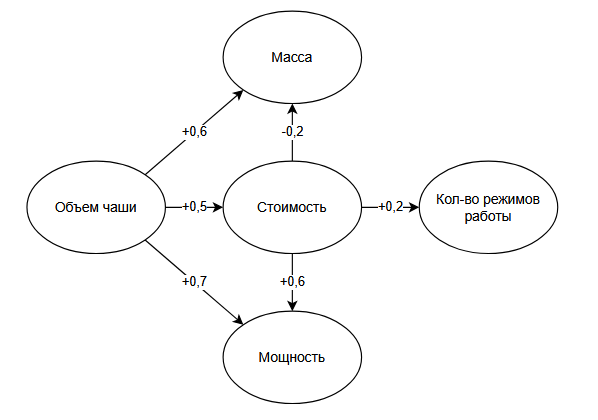 Масса
+0,6
-0,2
Объем чаши
+0,5
Стоимость
+0,2
Кол-во режимов
работы
+0,7
+0,6
Мощность